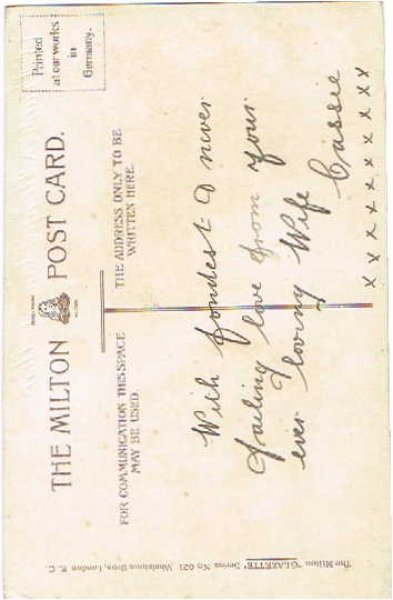 THE MILTON POST CARD.
Printed
at our works
in
Germany.
FOR COMMUNICATION THIS SPACE
MAY BE USED
THE ADDRESS ONLY TO BE
WRITTEN HERE.
With fondest & never
failing love from your
ever loving Wife Cassie
x x x x x x x x x x
The Milton "GLAZETTE" Series No 021 Woolstone Bros, London E.C.